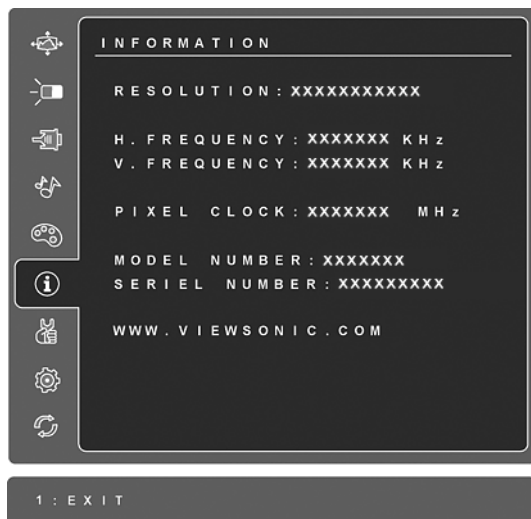 INFORMATION
RESOLUTION: XXXXXXXXXXX
H. FREQUENCY: XXXXXXX KHz
V. FREQUENCY: XXXXXXX KHz
PIXEL CLOCK: XXXXXXX MHz
MODEL NUMBER: XXXXXXX
SERIEL NUMBER: XXXXXXXXX
WWW.VIEWSONIC.COM
1: EXIT